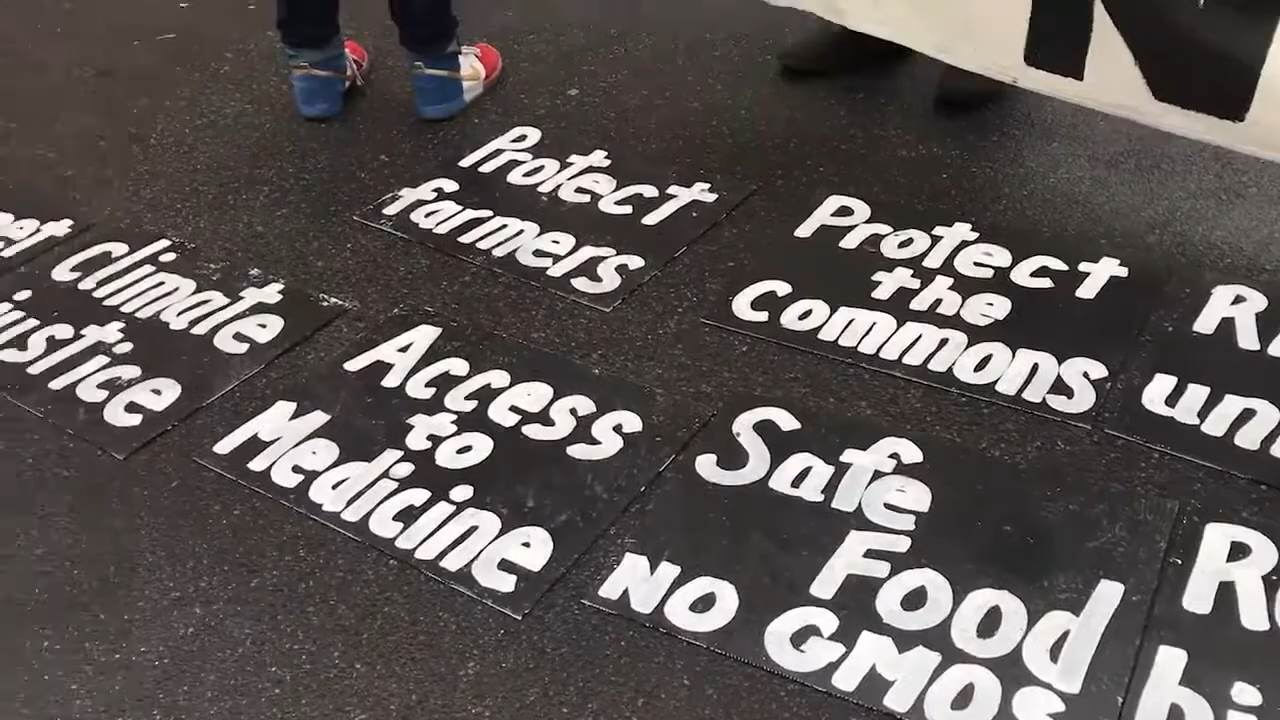 Protect
farmers
Protect
the
Commons
Climate
justice
Access
to
Medicine
Safe
Food
NO GMOs